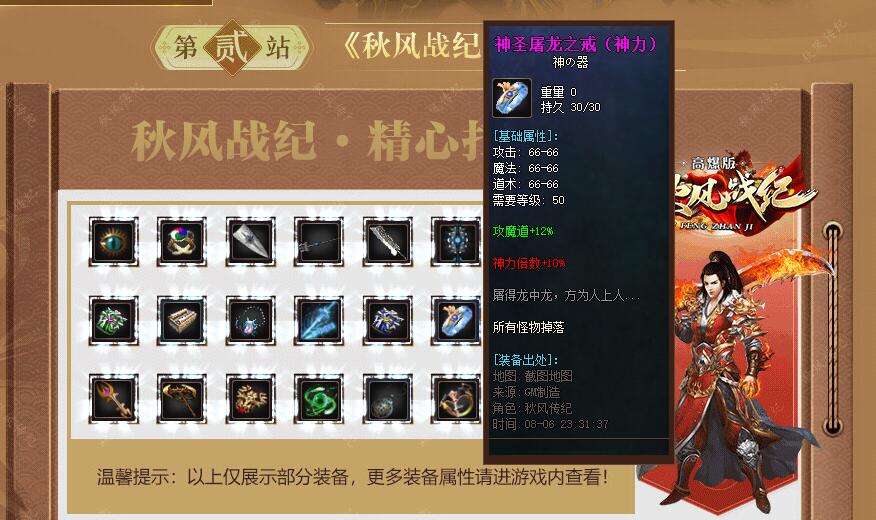 第 贰 站
《秋风战纪
秋风战纪·精心
神圣屠龙之戒（神力）
神の器
重量 0
持久 30/30
[基础属性]:
攻击: 66-66
魔法: 66-66
道术: 66-66
需要等级: 50
攻魔道+12%
神力倍数+10%
屠得龙中龙，方为人上人...
所有怪物掉落
[装备出处]:
地图: 截图地图
来源: GM制造
角色: 秋风传纪
时间: 08-06 23:31:37
·高爆版·
风战纪
FENG ZHAN JI
温馨提示：以上仅展示部分装备，更多装备属性请进游戏内查看！